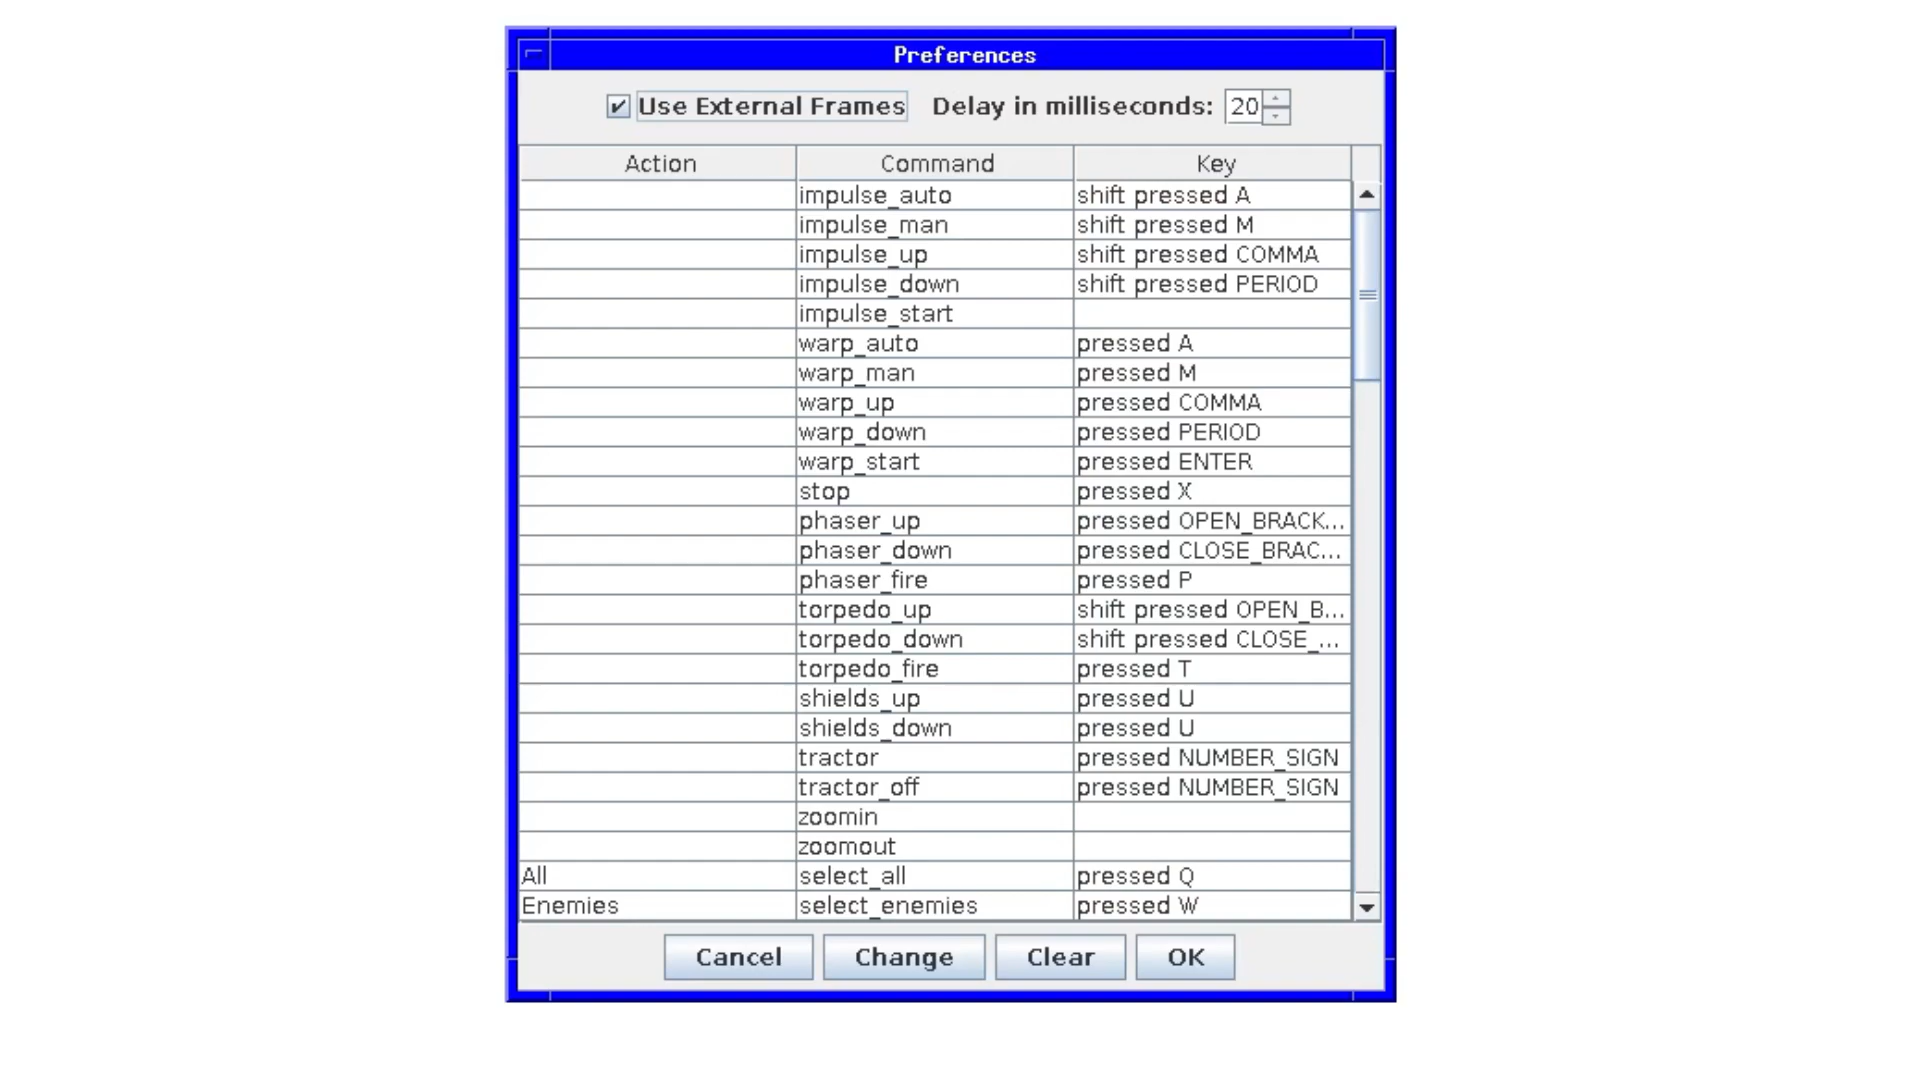 Preferences
Use External Frames Delay in milliseconds: 20
Action Command Key
impulse_auto shift pressed A
impulse_man shift pressed M
impulse_up shift pressed COMMA
impulse_down shift pressed PERIOD
impulse_start
warp_auto pressed A
warp_man pressed M
warp_up pressed COMMA
warp_down pressed PERIOD
warp_start pressed ENTER
stop pressed X
phaser_up pressed OPEN_BRACK...
phaser_down pressed CLOSE_BRAC...
phaser_fire pressed P
torpedo_up shift pressed OPEN_B...
torpedo_down shift pressed CLOSE_...
torpedo_fire pressed T
shields_up pressed U
shields_down pressed U
tractor pressed NUMBER_SIGN
tractor_off pressed NUMBER_SIGN
zoomin
zoomout
All select_all pressed Q
Enemies select_enemies pressed W
Cancel Change Clear OK